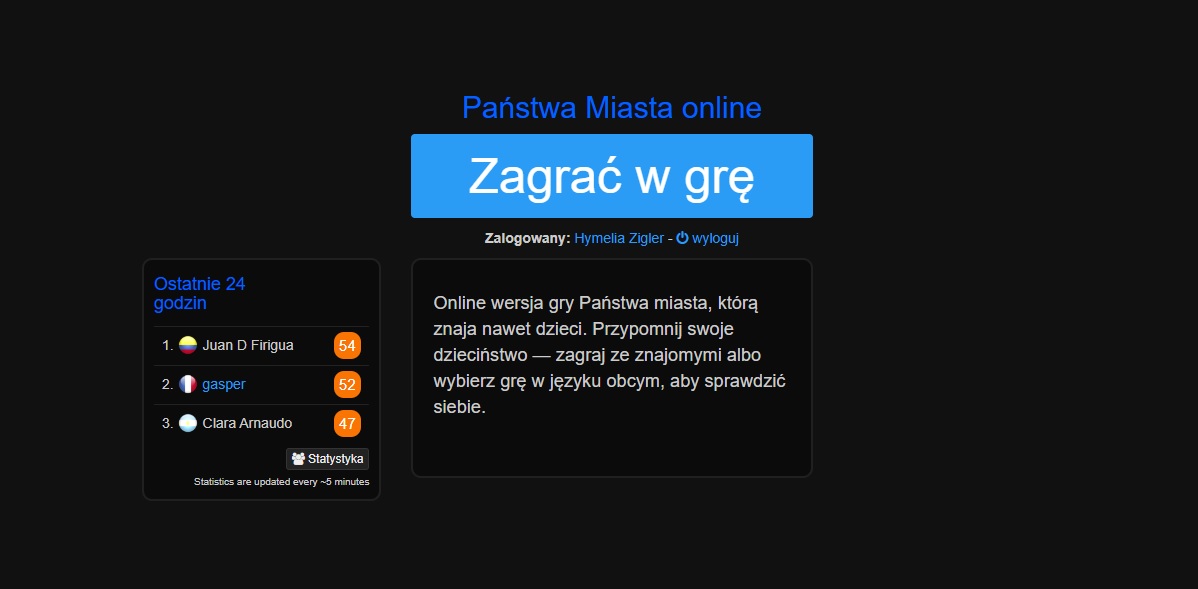 Państwa Miasta online
Zagrać w grę
Zalogowany: Hymelia Zigler - wyloguj
Ostatnie 24
godzin
1. Juan D Firigua 54
2. gasper 52
3. Clara Arnaudo 47
Statystyka
Statistics are updated every ~5 minutes
Online wersja gry Państwa miasta, którą
znaja nawet dzieci. Przypomnij swoje
dzieciństwo — zagraj ze znajomymi albo
wybierz grę w języku obcym, aby sprawdzić
siebie.